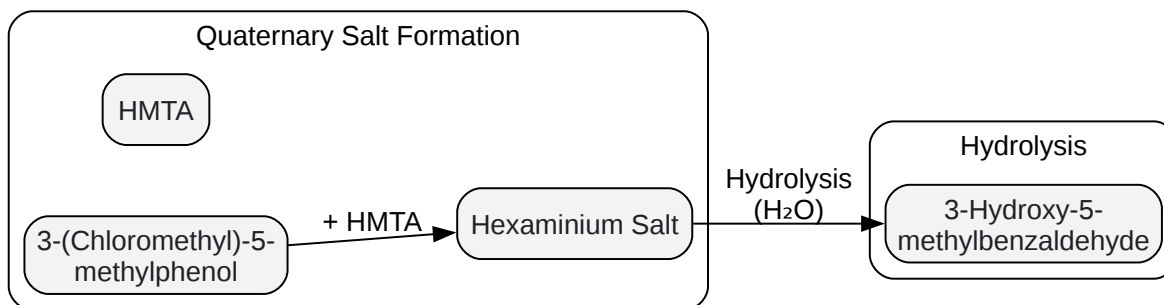 Quaternary Salt Formation
HMTA
3-(Chloromethyl)-5-
methylphenol
+ HMTA
Hexaminium Salt
Hydrolysis
(H₂O)
Hydrolysis
3-Hydroxy-5-
methylbenzaldehyde